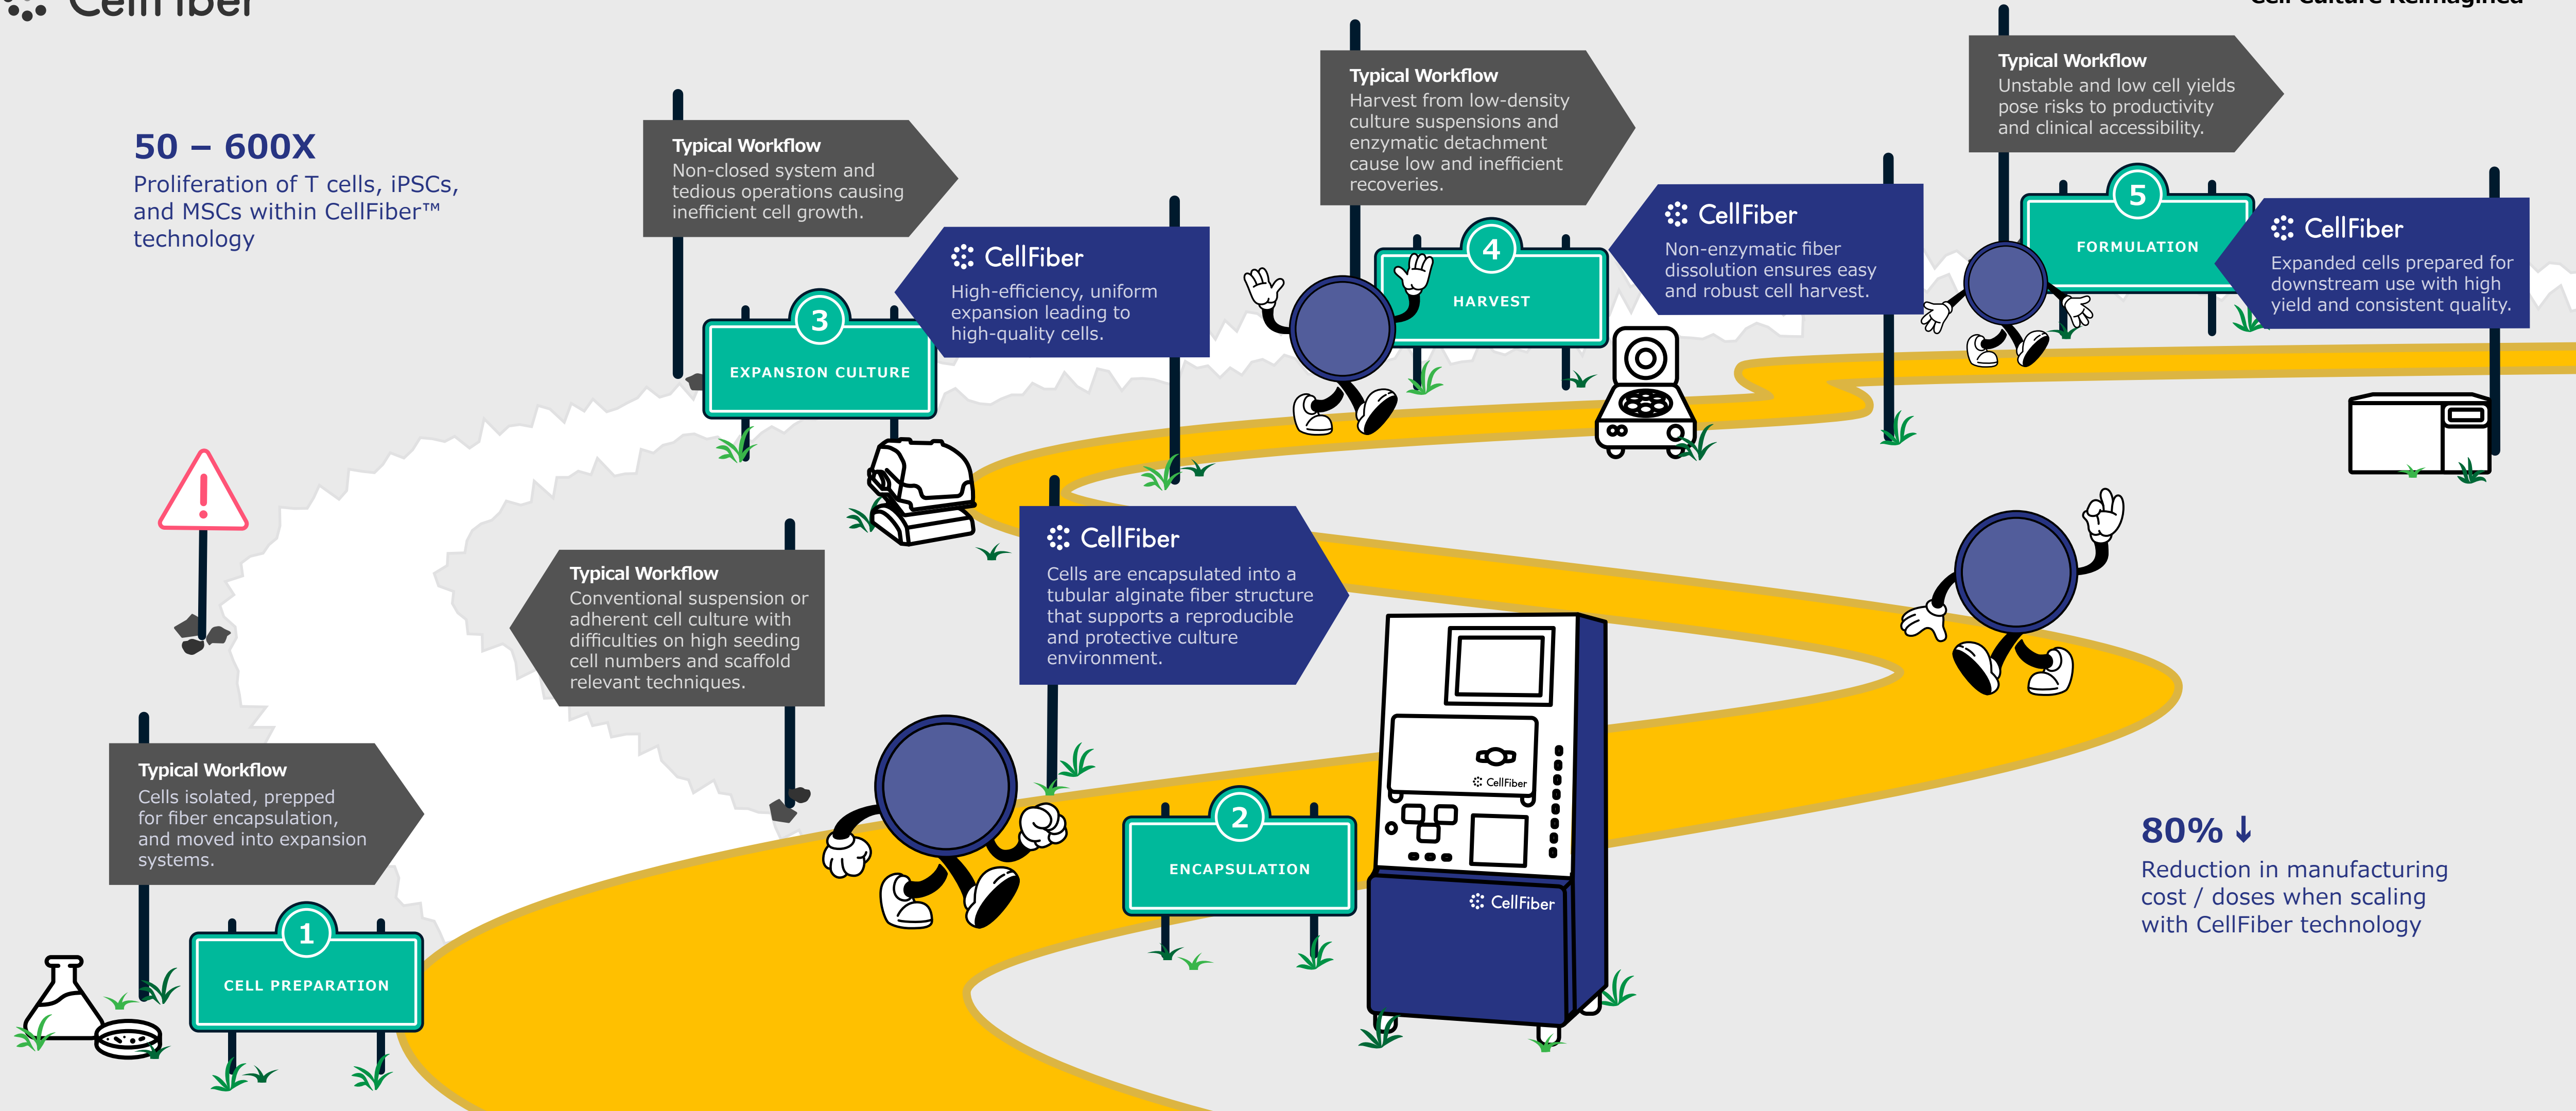 CellFiber
Cell Culture Reimagined
50 – 600X
Proliferation of T cells, iPSCs,
and MSCs within CellFiber™
technology
Typical Workflow
Non-closed system and
tedious operations causing
inefficient cell growth.
CellFiber
High-efficiency, uniform
expansion leading to
high-quality cells.
3
EXPANSION CULTURE
Typical Workflow
Harvest from low-density
culture suspensions and
enzymatic detachment
cause low and inefficient
recoveries.
CellFiber
Non-enzymatic fiber
dissolution ensures easy
and robust cell harvest.
4
HARVEST
Typical Workflow
Unstable and low cell yields
pose risks to productivity
and clinical accessibility.
5
FORMULATION
CellFiber
Expanded cells prepared for
downstream use with high
yield and consistent quality.
!
Typical Workflow
Conventional suspension or
adherent cell culture with
difficulties on high seeding
cell numbers and scaffold
relevant techniques.
CellFiber
Cells are encapsulated into a
tubular alginate fiber structure
that supports a reproducible
and protective culture
environment.
Typical Workflow
Cells isolated, prepped
for fiber encapsulation,
and moved into expansion
systems.
1
CELL PREPARATION
2
ENCAPSULATION
CellFiber
CellFiber
80% ↓
Reduction in manufacturing
cost / doses when scaling
with CellFiber technology